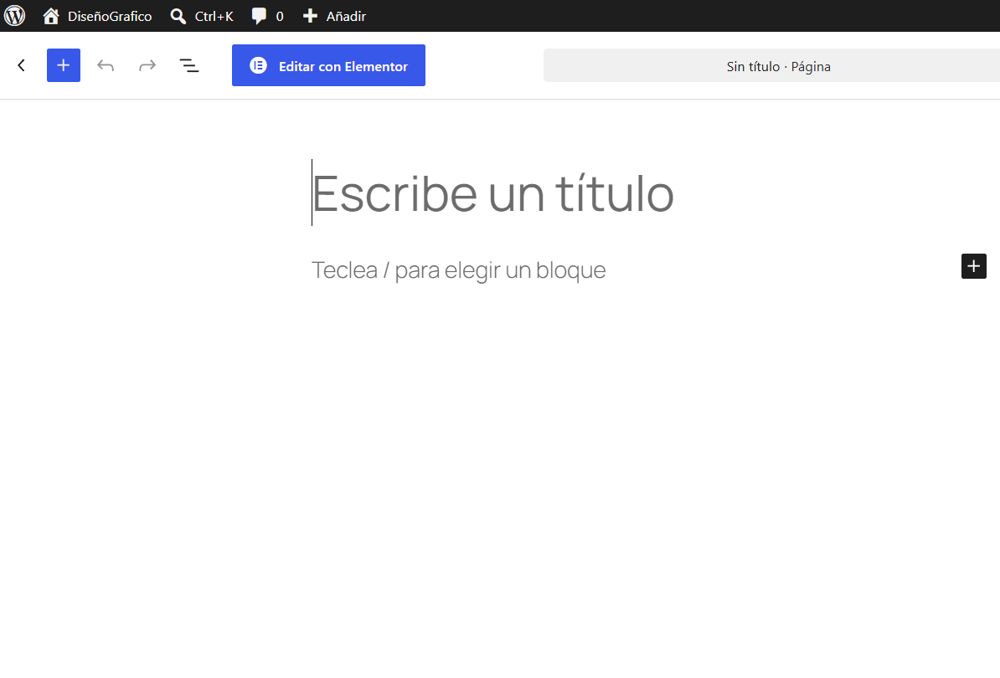 DiseñoGrafico Ctrl+K 0 Añadir
Editar con Elementor Sin título · Página
Escribe un título
Teclea / para elegir un bloque